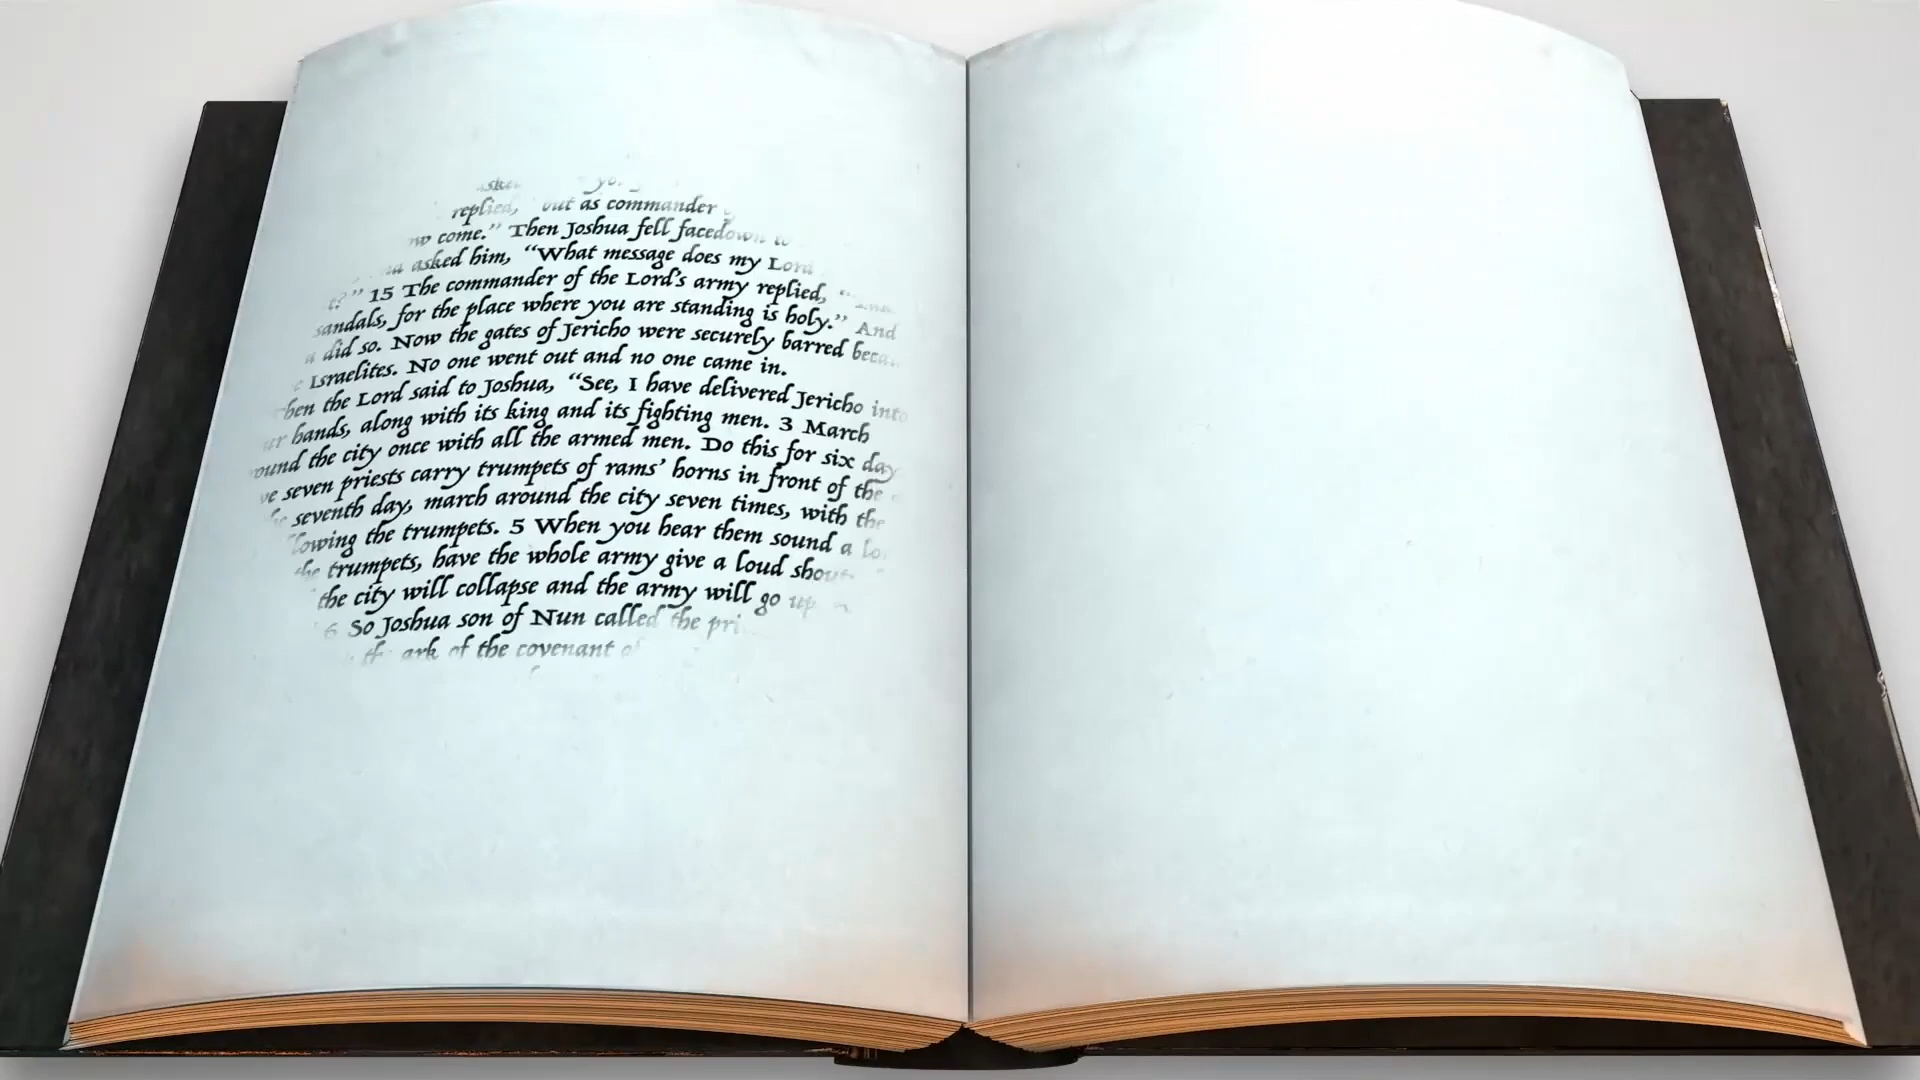 replied, but as commander
come.” Then Joshua fell facedown to
asked him, “What message does my Lord
” 15 The commander of the Lord's army replied, “
sandals, for the place where you are standing is holy.” And
did so. Now the gates of Jericho were securely barred
Israelites. No one went out and no one came in.
the Lord said to Joshua, “See, I have delivered Jericho into
hands, along with its king and its fighting men. 3 March
the city once with all the armed men. Do this for six
seven priests carry trumpets of rams’ horns in front of the
seventh day, march around the city seven times, with the
the trumpets. 5 When you hear them sound a
the trumpets, have the whole army give a loud
the city will collapse and the army will go up
6 So Joshua son of Nun called the
ark of the covenant of